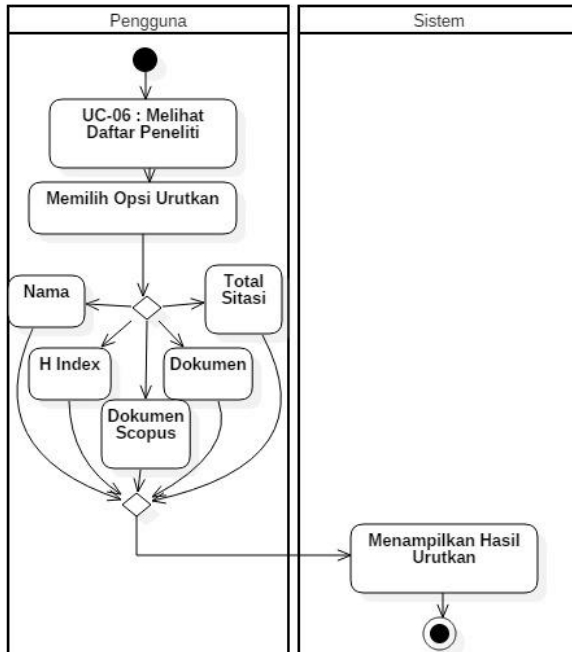 Pengguna
Sistem
UC-06 : Melihat
Daftar Peneliti
Memilih Opsi Urutkan
Nama
Total
Sitasi
H Index
Dokumen
Dokumen
Scopus
Menampilkan Hasil
Urutkan